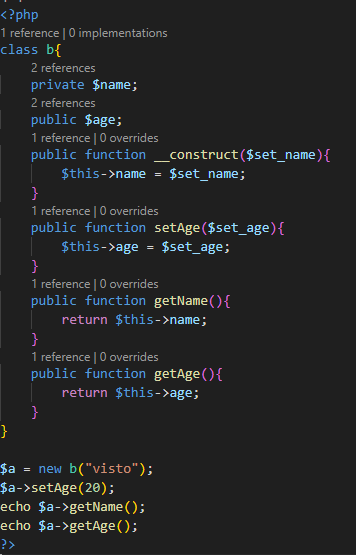 <?php
1 reference | 0 implementations
class b{
2 references
private $name;
2 references
public $age;
1 reference | 0 overrides
public function __construct($set_name){
$this->name = $set_name;
}
1 reference | 0 overrides
public function setAge($set_age){
$this->age = $set_age;
}
1 reference | 0 overrides
public function getName(){
return $this->name;
}
1 reference | 0 overrides
public function getAge(){
return $this->age;
}
}
$a = new b("visto");
$a->setAge(20);
echo $a->getName();
echo $a->getAge();
?>